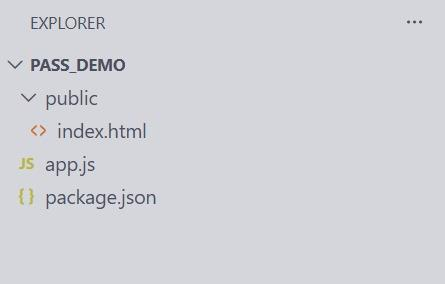 EXPLORER ...
PASS_DEMO
public
<> index.html
JS app.js
{} package.json